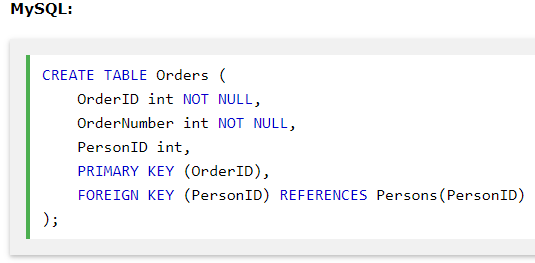 MySQL:
CREATE TABLE Orders (
    OrderID int NOT NULL,
    OrderNumber int NOT NULL,
    PersonID int,
    PRIMARY KEY (OrderID),
    FOREIGN KEY (PersonID) REFERENCES Persons(PersonID)
);